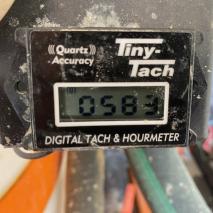 Quartz
Accuracy
Tiny-
Tach
0583
DIGITAL TACH & HOURMETER